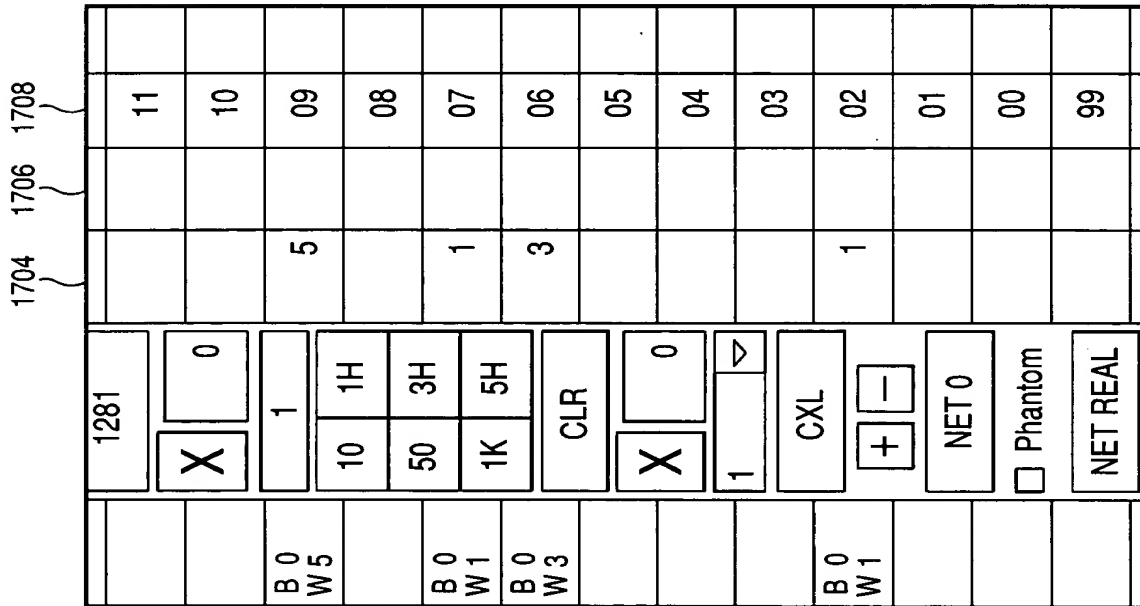 1704
1706
1708
B 0
W 5
B 0
W 1
B 0
W 3
B 0
W 1
1281
X 0
1
10 1H
50 3H
1K 5H
CLR
X 0
1
CXL
+ −
NET 0
Phantom
NET REAL
5
1
3
1
11
10
09
08
07
06
05
04
03
02
01
00
99